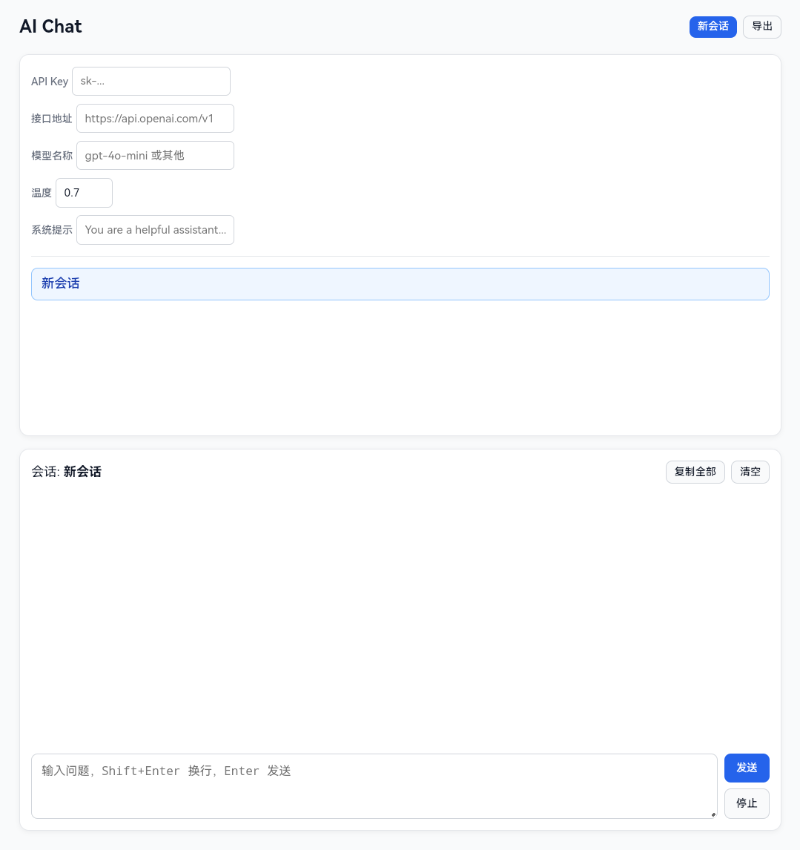 AI Chat 新会话 导出
API Key sk-...
接口地址 https://api.openai.com/v1
模型名称 gpt-4o-mini 或其他
温度 0.7
系统提示 You are a helpful assistant...
新会话
会话: 新会话 复制全部 清空
输入问题，Shift+Enter 换行，Enter 发送
发送
停止